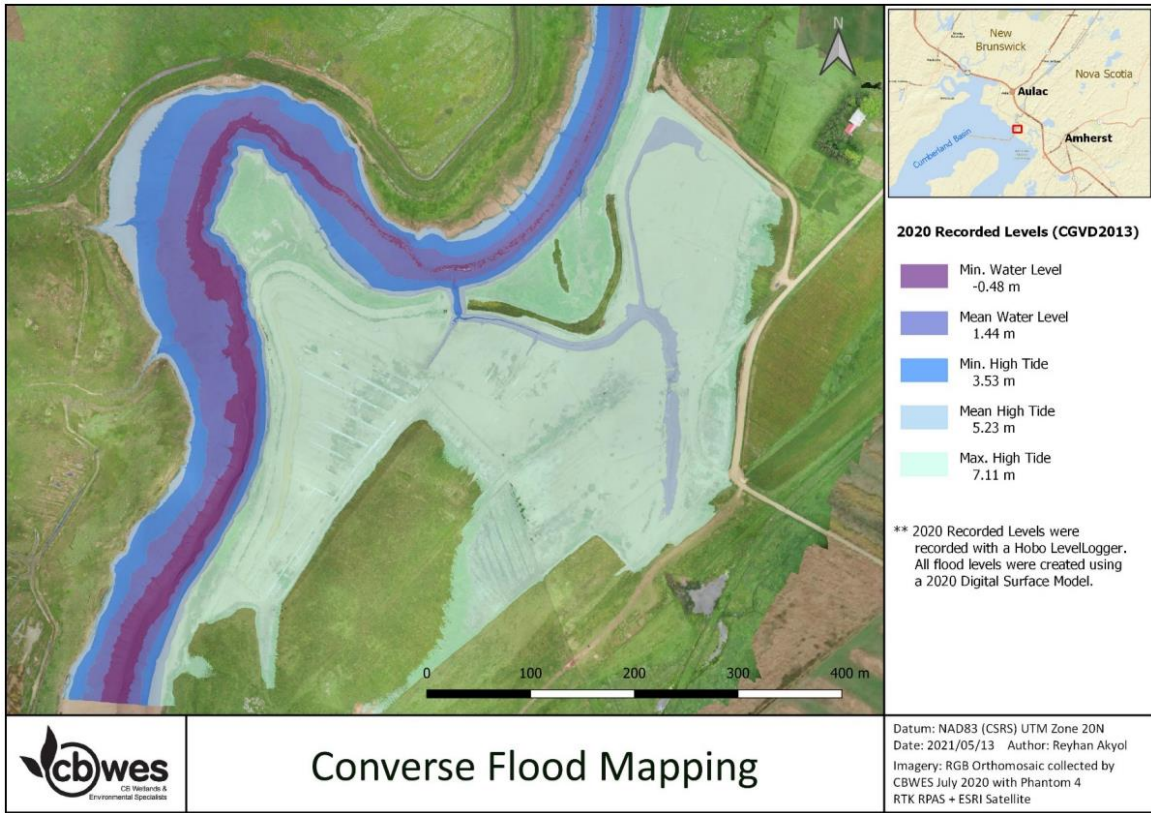 N
New
Brunswick
Nova Scotia
Aulac
Amherst
Cumberland Basin
2020 Recorded Levels (CGVD2013)
Min. Water Level
-0.48 m
Mean Water Level
1.44 m
Min. High Tide
3.53 m
Mean High Tide
5.23 m
Max. High Tide
7.11 m
** 2020 Recorded Levels were
recorded with a Hobo LevelLogger.
All flood levels were created using
a 2020 Digital Surface Model.
0 100 200 300 400 m
cbwes
CB Wetlands &
Environmental Specialists
Converse Flood Mapping
Datum: NAD83 (CSRS) UTM Zone 20N
Date: 2021/05/13 Author: Reyhan Akyol
Imagery: RGB Orthomosaic collected by
CBWES July 2020 with Phantom 4
RTK RPAS + ESRI Satellite